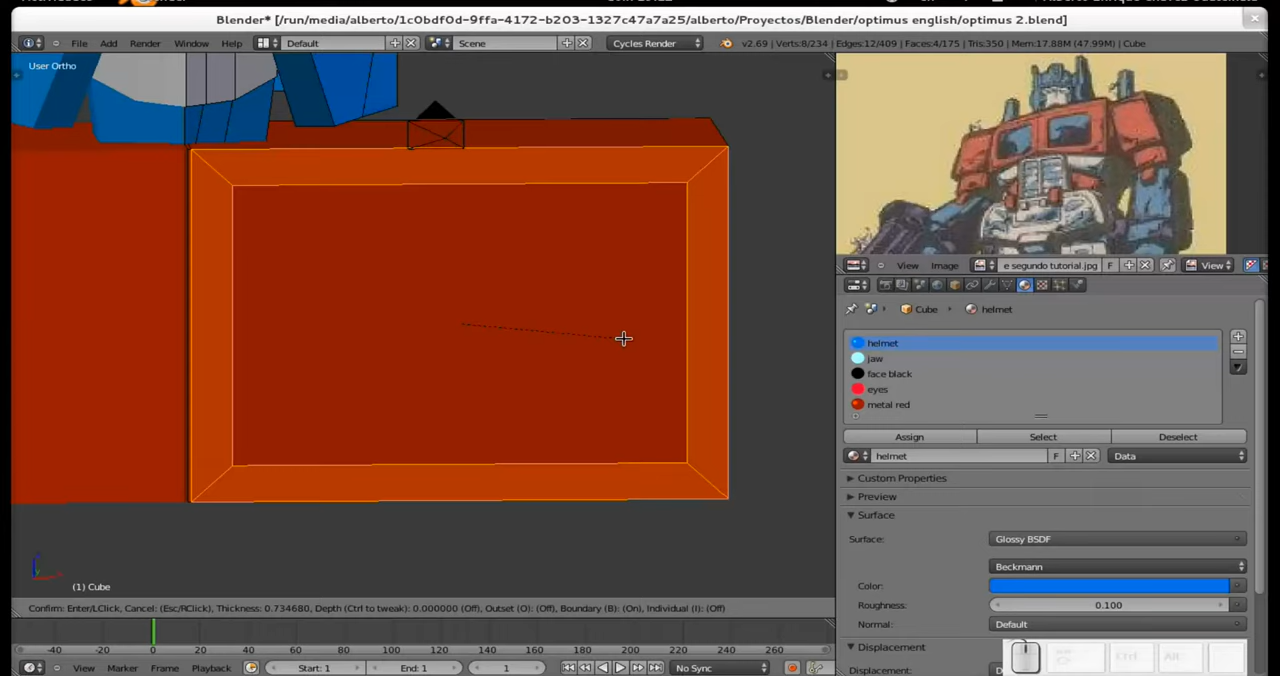 Blender* [/run/media/alberto/1c0bdf0d-9ffa-4172-b203-1327c47a7a25/alberto/Proyectos/Blender/optimus english/optimus 2.blend]
File Add Render Window Help Default Scene Cycles Render v2.69 | Verts:8/234 | Edges:12/409 | Faces:4/175 | Tris:350 | Mem:17.88M (47.99M) | Cube
User Ortho
View Image e segundo tutorial.jpg F View
Cube helmet
helmet
jaw
face black
eyes
metal red
Assign Select Deselect
helmet F Data
Custom Properties
Preview
Surface
Surface: Glossy BSDF
Beckmann
Color:
Roughness: 0.100
Normal: Default
Displacement
Displacement:
(1) Cube
Confirm: Enter/LClick, Cancel: (Esc/RClick), Thickness: 0.734680, Depth (Ctrl to tweak): 0.000000 (Off), Outset (O): (Off), Boundary (B): (On), Individual (I): (Off)
-40 -20 0 20 40 60 80 100 120 140 160 180 200 220 240 260
View Marker Frame Playback Start: 1 End: 1 1 No Sync
Ctrl Alt